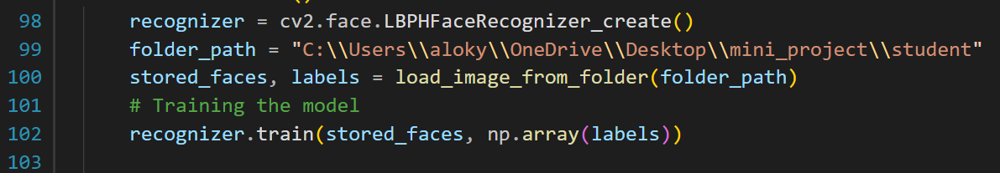 98 recognizer = cv2.face.LBPHFaceRecognizer_create()
99 folder_path = "C:\\Users\\aloky\\OneDrive\\Desktop\\mini_project\\student"
100 stored_faces, labels = load_image_from_folder(folder_path)
101 # Training the model
102 recognizer.train(stored_faces, np.array(labels))
103